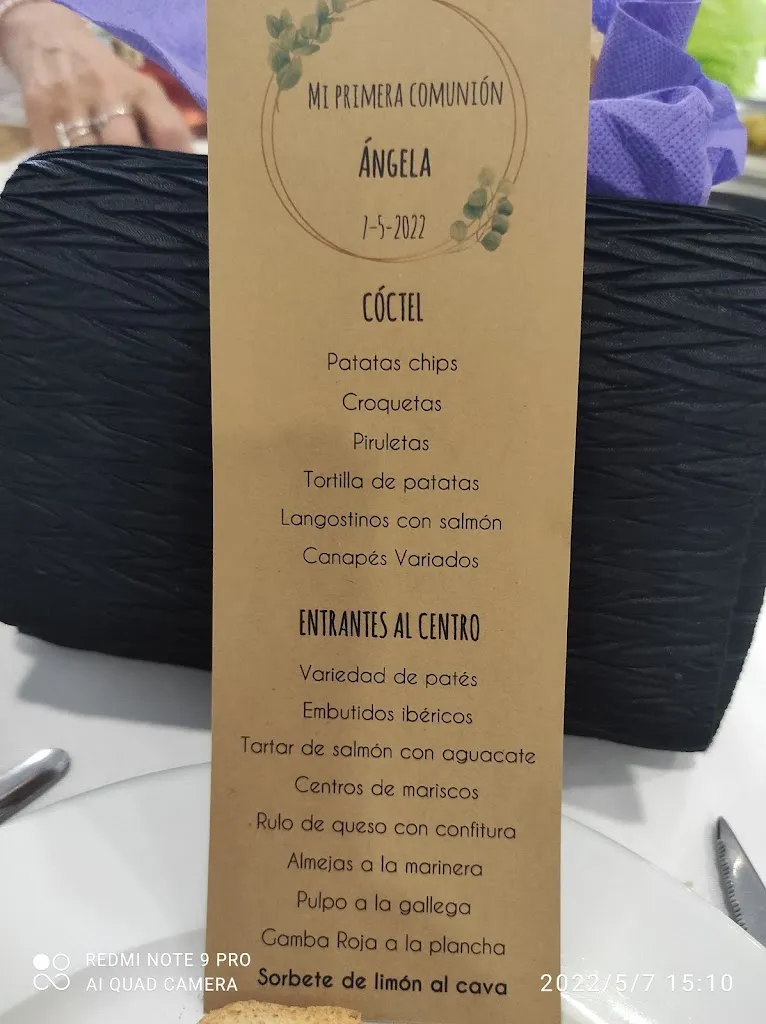 Mi primera comunión
Ángela
7-5-2022
CÓCTEL
Patatas chips
Croquetas
Piruletas
Tortilla de patatas
Langostinos con salmón
Canapés Variados
ENTRANTES AL CENTRO
Variedad de patés
Embutidos ibéricos
Tartar de salmón con aguacate
Centros de mariscos
Rulo de queso con confitura
Almejas a la marinera
Pulpo a la gallega
Gamba Roja a la plancha
Sorbete de limón al cava
REDMI NOTE 9 PRO
AI QUAD CAMERA
2022/5/7 15:10